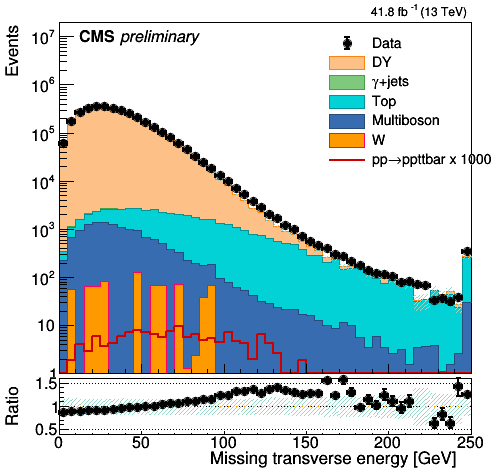 41.8 fb⁻¹ (13 TeV)
CMS preliminary
Events
10⁷
10⁶
10⁵
10⁴
10³
10²
10
1
Data
DY
γ+jets
Top
Multiboson
W
pp→ppttbar x 1000
Ratio
1.5
1
0.5
0 50 100 150 200 250
Missing transverse energy [GeV]